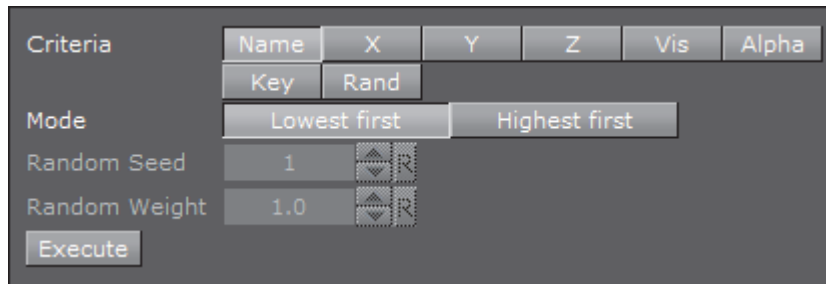 Criteria Name X Y Z Vis Alpha
Key Rand
Mode Lowest first Highest first
Random Seed 1 R
Random Weight 1.0 R
Execute